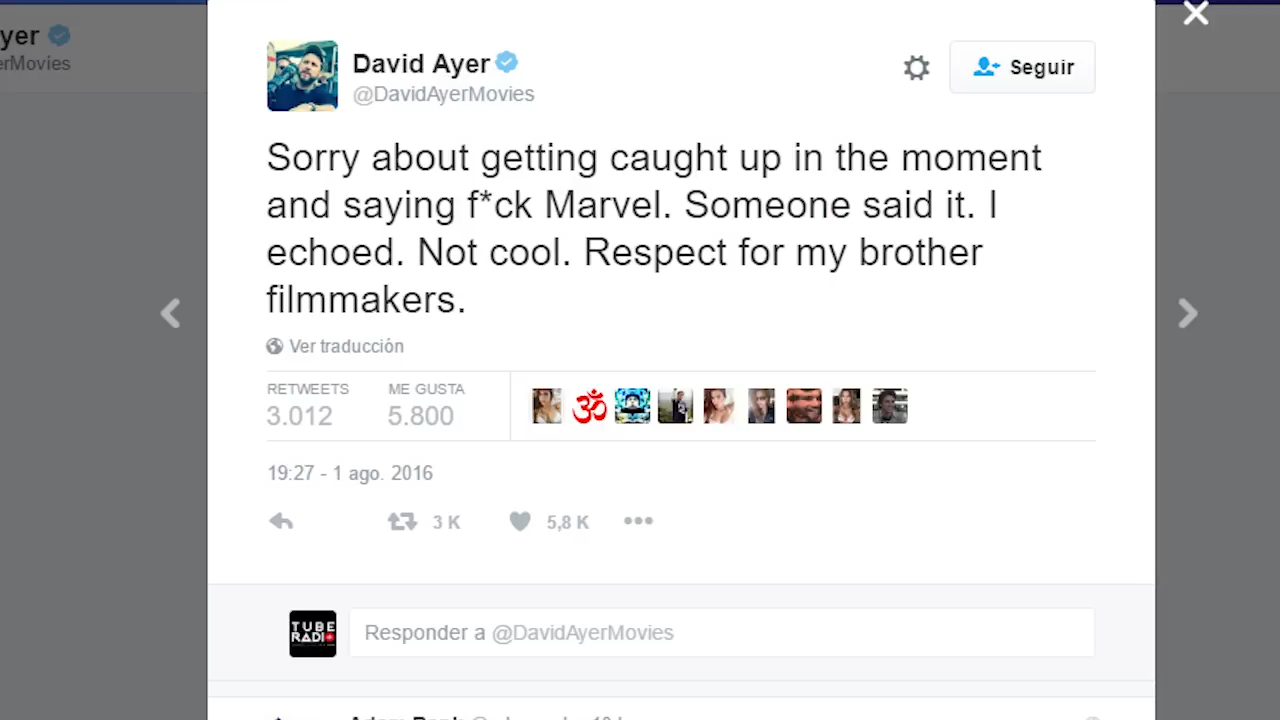 yer
erMovies
David Ayer
@DavidAyerMovies
Seguir
Sorry about getting caught up in the moment
and saying f*ck Marvel. Someone said it. I
echoed. Not cool. Respect for my brother
filmmakers.
Ver traducción
RETWEETS ME GUSTA
3.012 5.800
ॐ
19:27 - 1 ago. 2016
3 K 5,8 K
TUBE
RADIO
Responder a @DavidAyerMovies